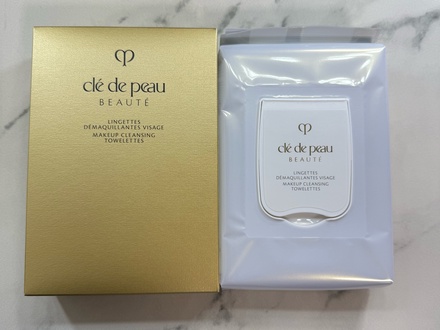 clé de peau
BEAUTÉ
LINGETTES
DÉMAQUILLANTES VISAGE
MAKEUP CLEANSING
TOWELETTES
clé de peau
BEAUTÉ
LINGETTES
DÉMAQUILLANTES VISAGE
MAKEUP CLEANSING
TOWELETTES